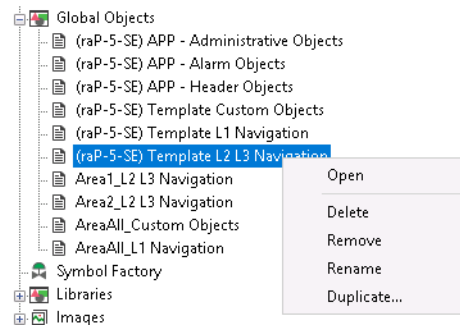 Global Objects
(raP-5-SE) APP - Administrative Objects
(raP-5-SE) APP - Alarm Objects
(raP-5-SE) APP - Header Objects
(raP-5-SE) Template Custom Objects
(raP-5-SE) Template L1 Navigation
(raP-5-SE) Template L2 L3 Navigation
Area1_L2 L3 Navigation
Area2_L2 L3 Navigation
AreaAll_Custom Objects
AreaAll_L1 Navigation
Symbol Factory
Libraries
Images
Open
Delete
Remove
Rename
Duplicate...